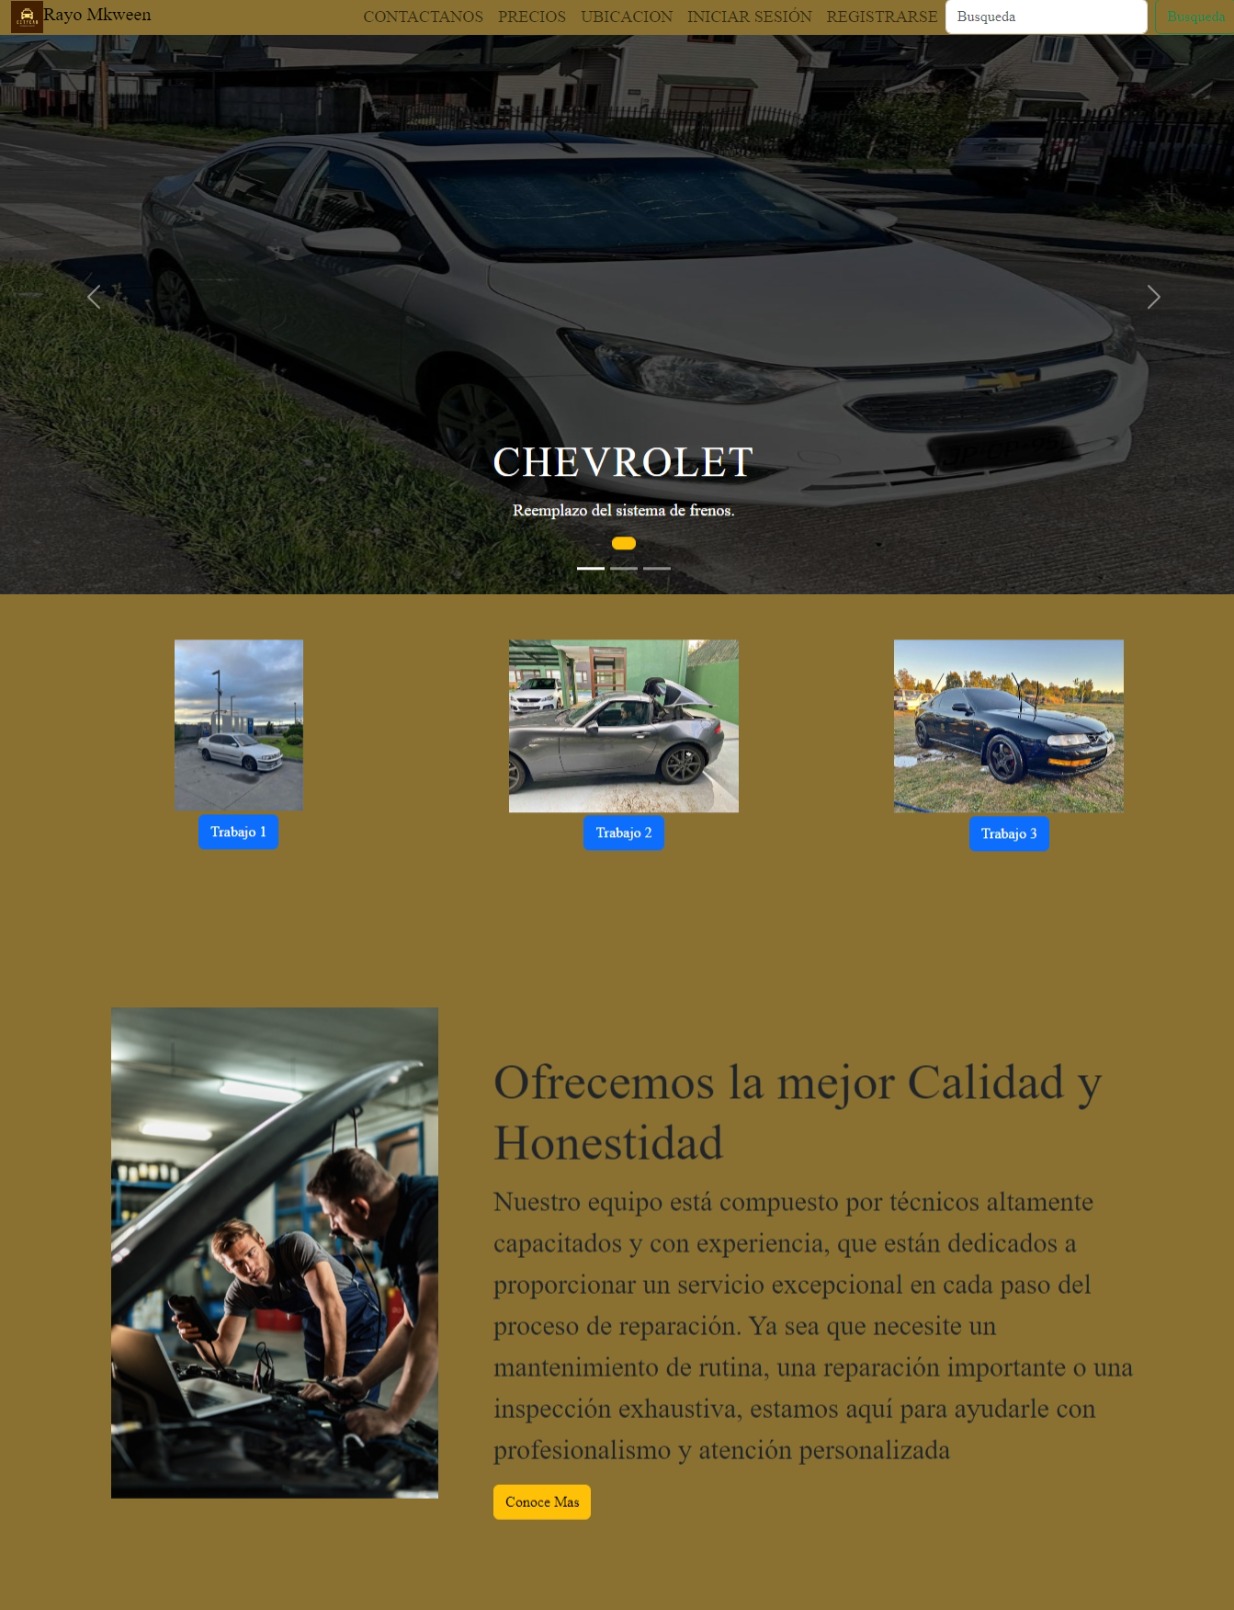 Rayo Mkween
CONTACTANOS PRECIOS UBICACION INICIAR SESIÓN REGISTRARSE Busqueda Busqueda
CHEVROLET
Reemplazo del sistema de frenos.
Trabajo 1
Trabajo 2
Trabajo 3
Ofrecemos la mejor Calidad y
Honestidad
Nuestro equipo está compuesto por técnicos altamente
capacitados y con experiencia, que están dedicados a
proporcionar un servicio excepcional en cada paso del
proceso de reparación. Ya sea que necesite un
mantenimiento de rutina, una reparación importante o una
inspección exhaustiva, estamos aquí para ayudarle con
profesionalismo y atención personalizada
Conoce Mas